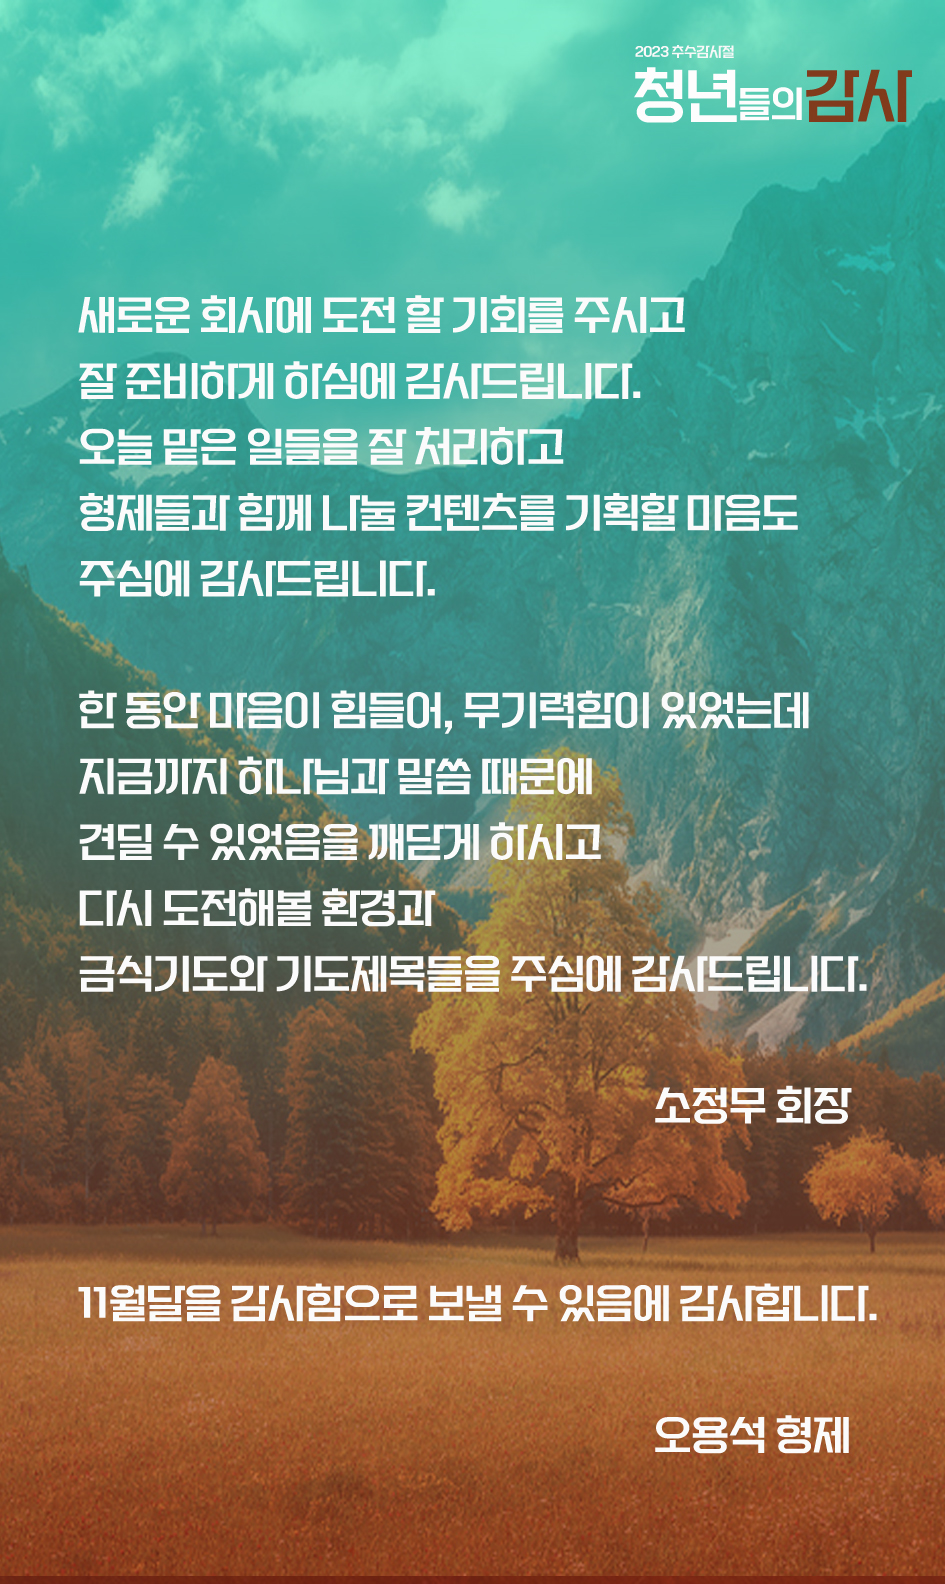 2023 추수감사절
청년들의감사
새로운 회사에 도전 할 기회를 주시고
잘 준비하게 하심에 감사드립니다.
오늘 맡은 일들을 잘 처리하고
형제들과 함께 나눌 컨텐츠를 기획할 마음도
주심에 감사드립니다.
한 동안 마음이 힘들어, 무기력함이 있었는데
지금까지 하나님과 말씀 때문에
견딜 수 있었음을 깨닫게 하시고
다시 도전해볼 환경과
금식기도와 기도제목들을 주심에 감사드립니다.
소정무 회장
11월달을 감사함으로 보낼 수 있음에 감사합니다.
오용석 형제